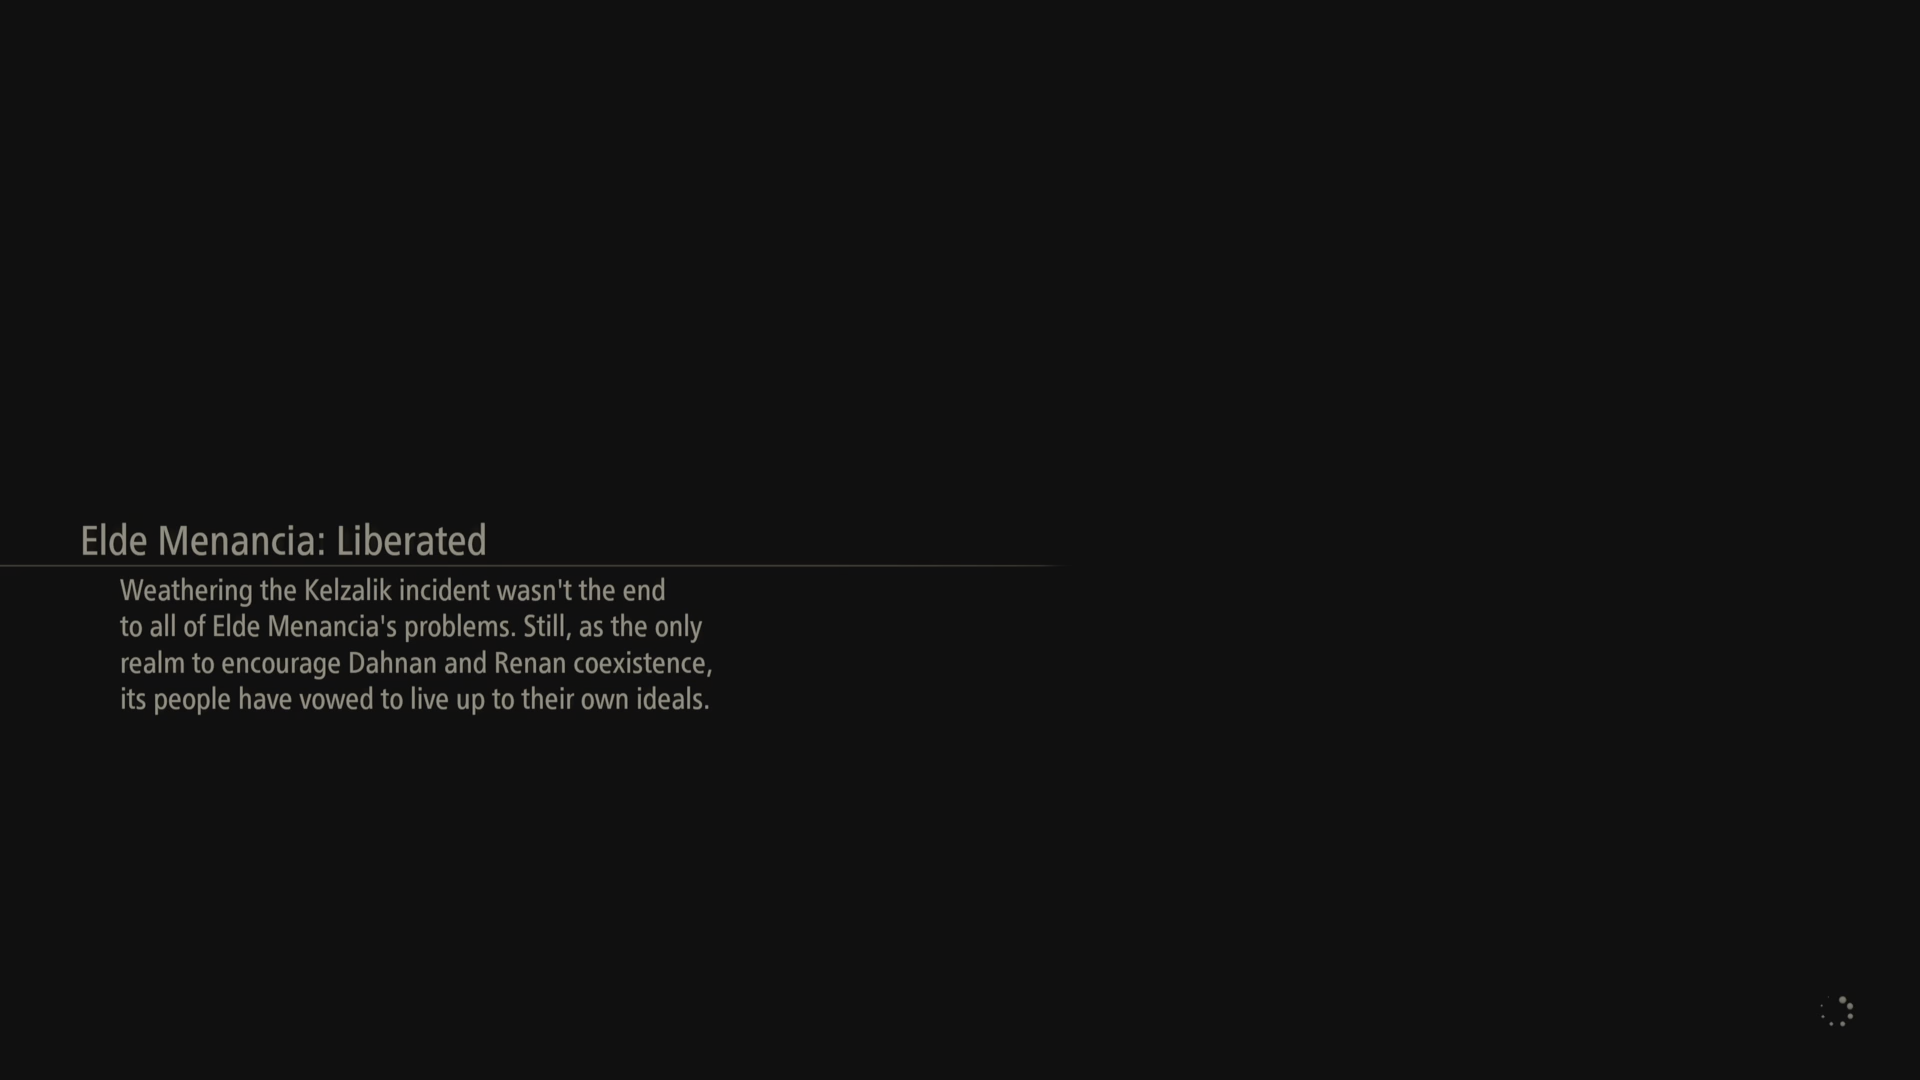 Elde Menancia: Liberated
Weathering the Kelzalik incident wasn't the end
to all of Elde Menancia's problems. Still, as the only
realm to encourage Dahnan and Renan coexistence,
its people have vowed to live up to their own ideals.